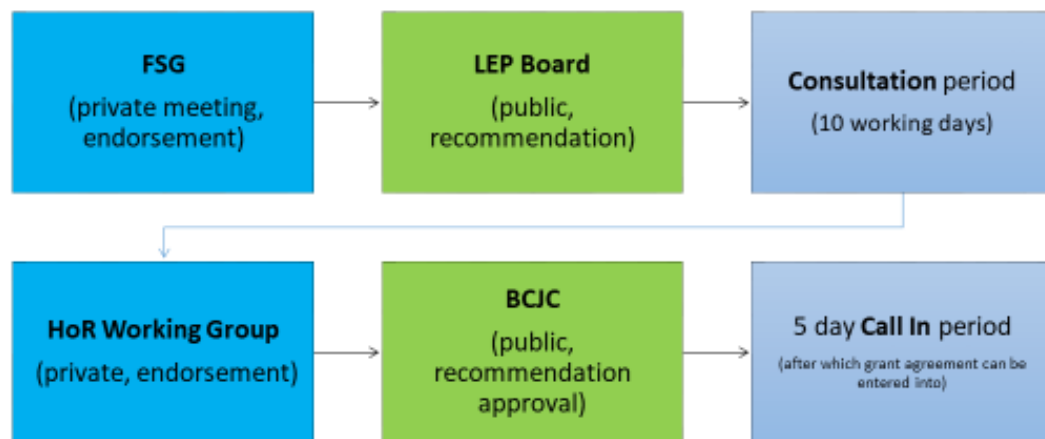 FSG
(private meeting,
endorsement)
LEP Board
(public,
recommendation)
Consultation period
(10 working days)
HoR Working Group
(private, endorsement)
BCJC
(public,
recommendation
approval)
5 day Call In period
(after which grant agreement can be
entered into)